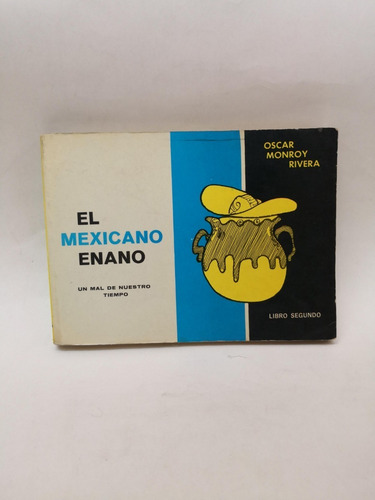 EL
MEXICANO
ENANO
UN MAL DE NUESTRO
TIEMPO
OSCAR
MONROY
RIVERA
LIBRO SEGUNDO